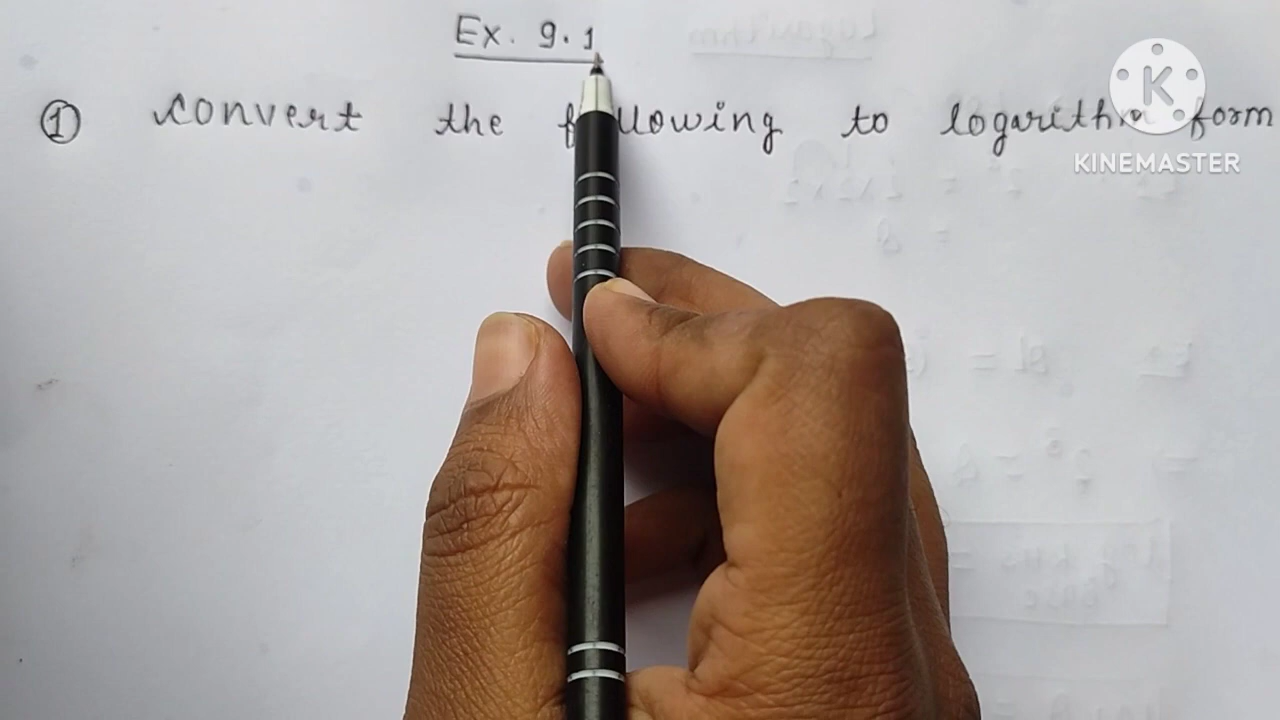 Ex. 9.1
① convert the following to logarithm form
K
KINEMASTER